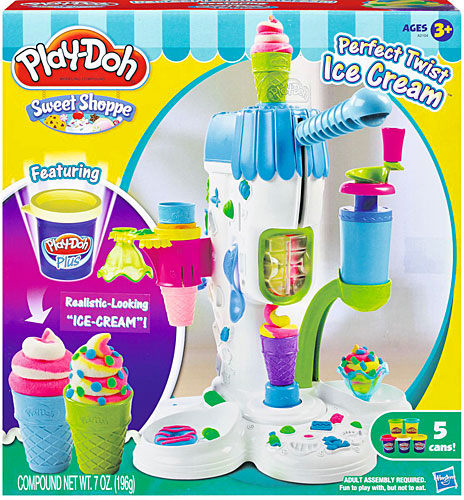 AGES 3+
PLAY-DOH
Sweet Shoppe
Perfect Twist
Ice Cream
Featuring
PLAY-DOH
PLUS
Realistic-Looking
"ICE-CREAM"!
5
cans!
Hasbro
COMPOUND NET WT. 7 OZ. (196g)
ADULT ASSEMBLY REQUIRED.
Fun to play with, but not to eat.